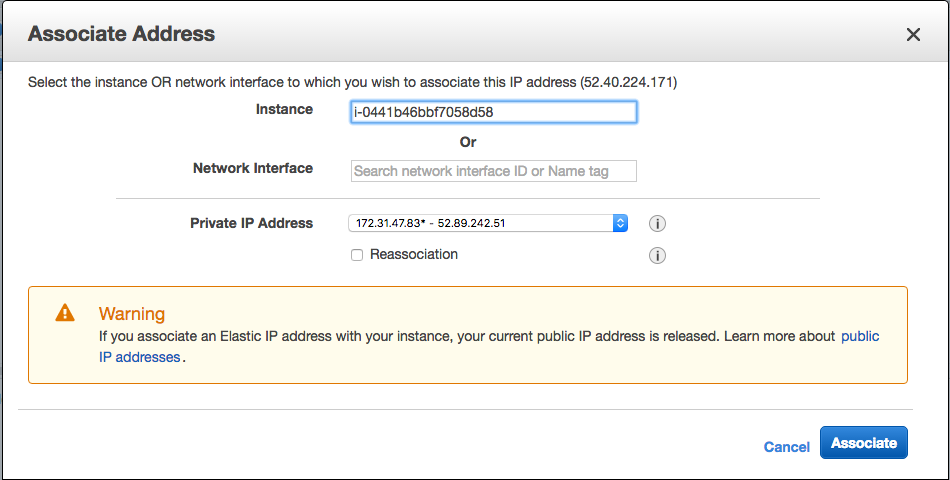 Associate Address
Select the instance OR network interface to which you wish to associate this IP address (52.40.224.171)
Instance
i-0441b46bbf7058d58
Or
Network Interface
Search network interface ID or Name tag
Private IP Address
172.31.47.83* - 52.89.242.51
Reassociation
Warning
If you associate an Elastic IP address with your instance, your current public IP address is released. Learn more about public
IP addresses.
Cancel
Associate